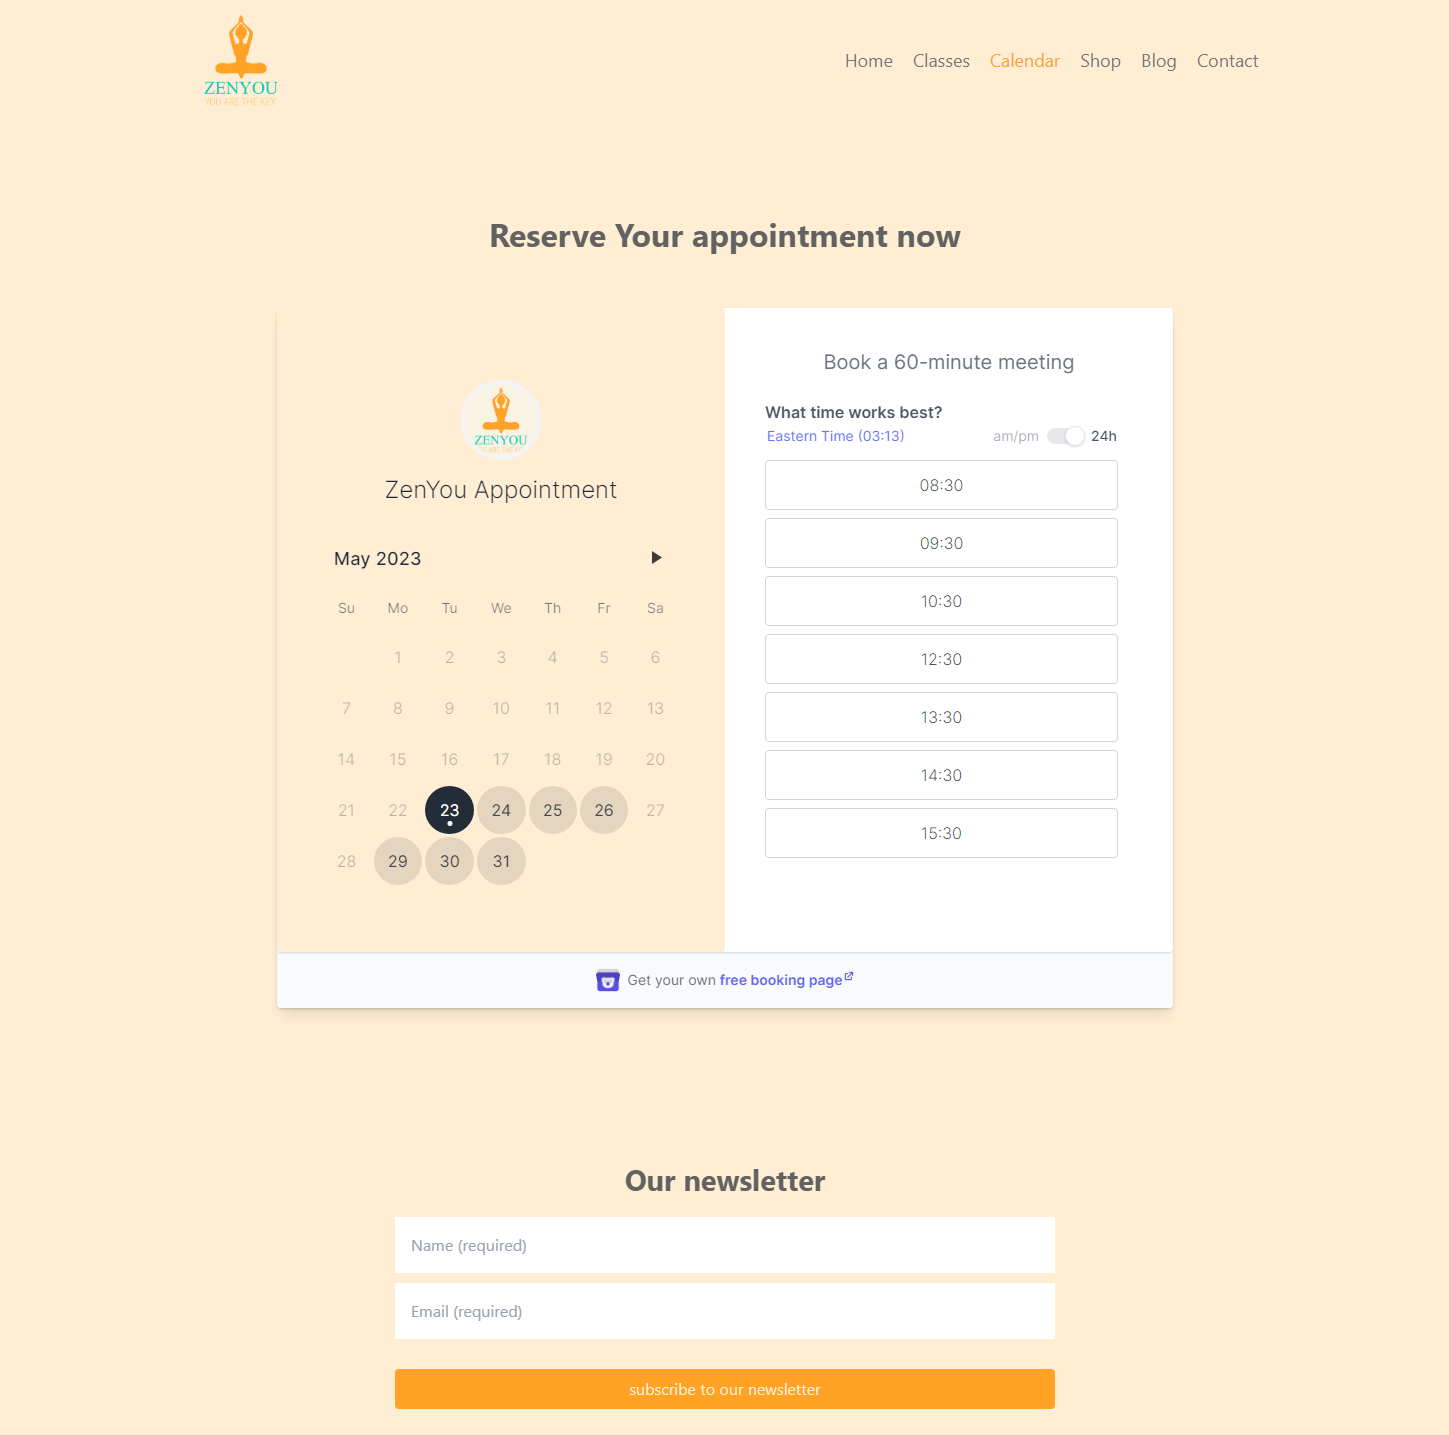 ZENYOU
YOU ARE THE KEY
Home Classes Calendar Shop Blog Contact
Reserve Your appointment now
ZENYOU
ZenYou Appointment
May 2023
Su Mo Tu We Th Fr Sa
1 2 3 4 5 6
7 8 9 10 11 12 13
14 15 16 17 18 19 20
21 22 23 24 25 26 27
28 29 30 31
Book a 60-minute meeting
What time works best?
Eastern Time (03:13) am/pm 24h
08:30
09:30
10:30
12:30
13:30
14:30
15:30
Get your own free booking page
Our newsletter
Name (required)
Email (required)
subscribe to our newsletter